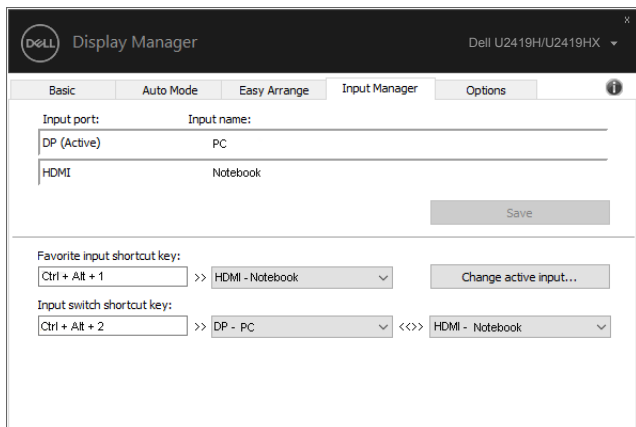 x
DELL Display Manager Dell U2419H/U2419HX
Basic Auto Mode Easy Arrange Input Manager Options i
Input port: Input name:
DP (Active) PC
HDMI Notebook
Save
Favorite input shortcut key:
Ctrl + Alt + 1 >> HDMI - Notebook Change active input...
Input switch shortcut key:
Ctrl + Alt + 2 >> DP - PC <<>> HDMI - Notebook